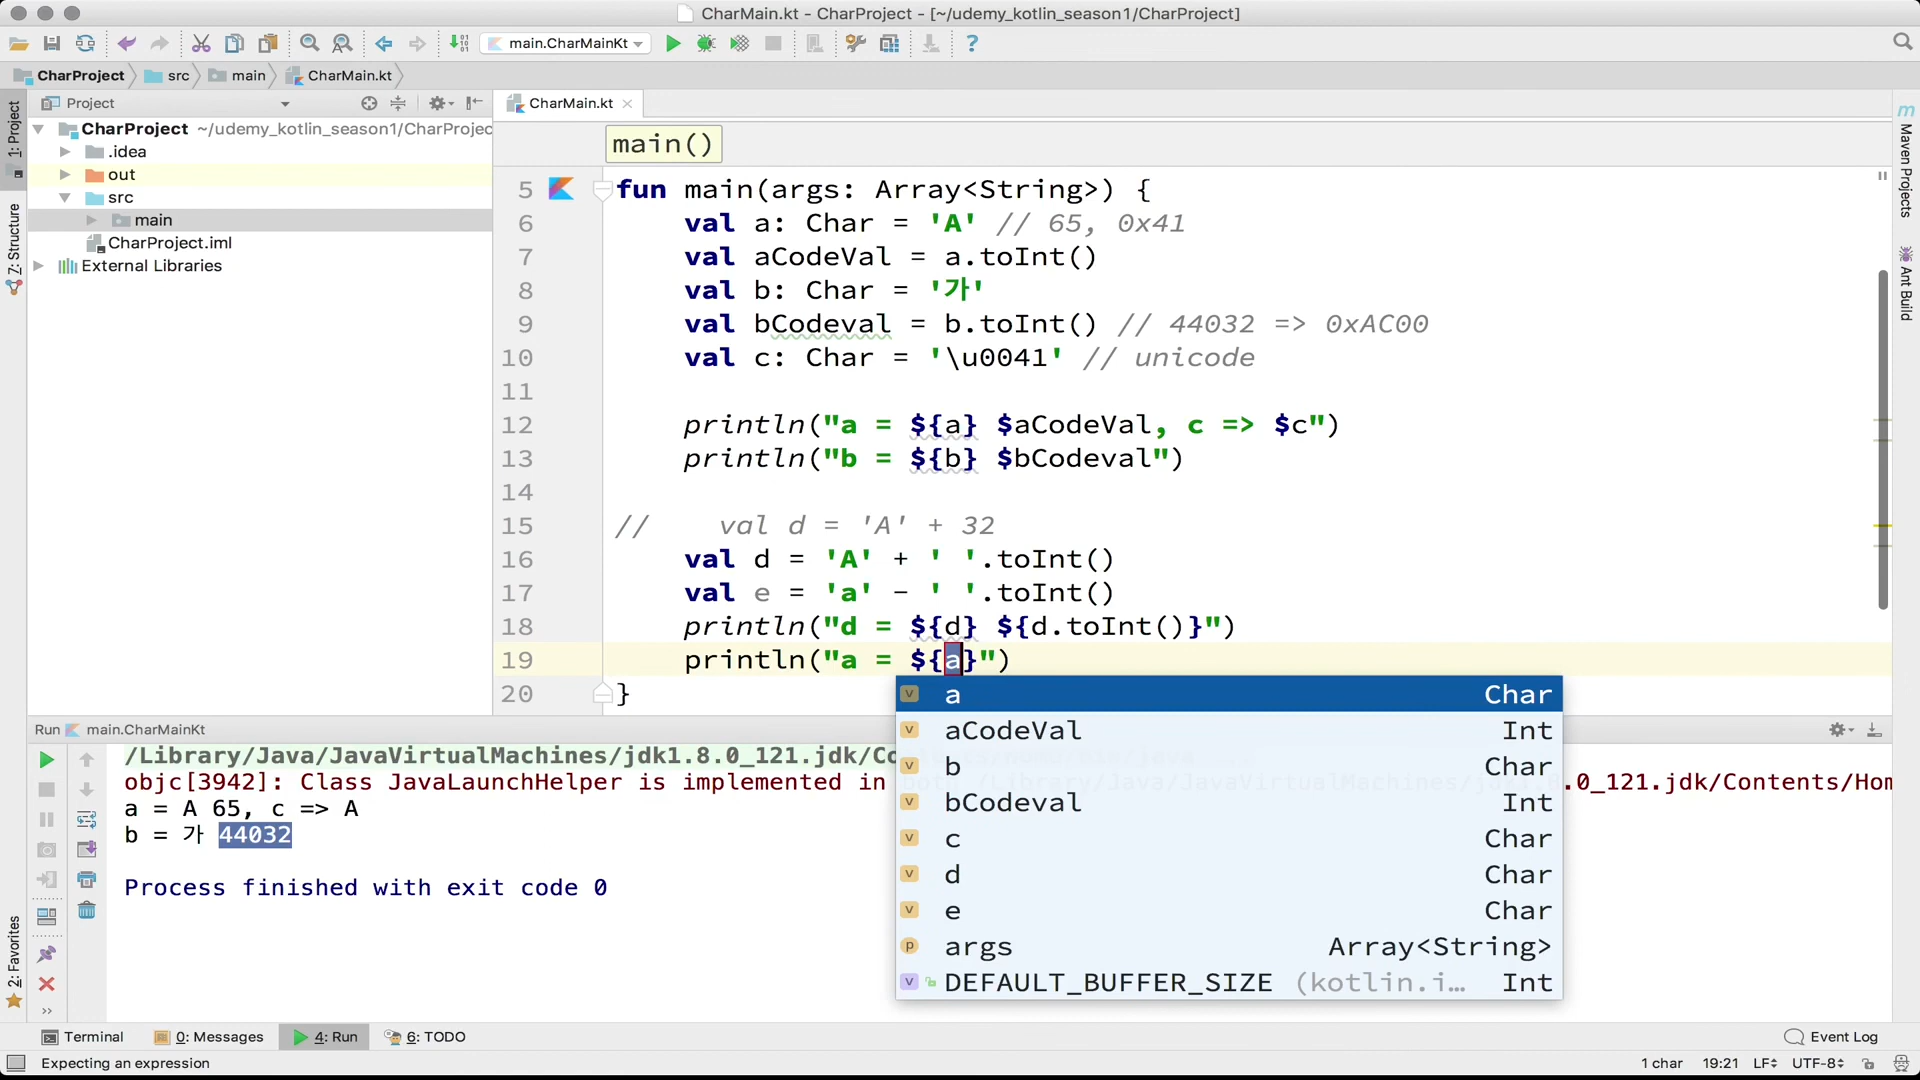 CharMain.kt - CharProject - [~/udemy_kotlin_season1/CharProject]
main.CharMainKt
CharProject src main CharMain.kt
Project
CharMain.kt
1: Project
Z: Structure
2: Favorites
Maven Projects
Ant Build
CharProject ~/udemy_kotlin_season1/CharProjec
.idea
out
src
main
CharProject.iml
External Libraries
main()
5 fun main(args: Array<String>) {
6 val a: Char = 'A' // 65, 0x41
7 val aCodeVal = a.toInt()
8 val b: Char = '가'
9 val bCodeval = b.toInt() // 44032 => 0xAC00
10 val c: Char = '\u0041' // unicode
11
12 println("a = ${a} $aCodeVal, c => $c")
13 println("b = ${b} $bCodeval")
14
15 // val d = 'A' + 32
16 val d = 'A' + ' '.toInt()
17 val e = 'a' - ' '.toInt()
18 println("d = ${d} ${d.toInt()}")
19 println("a = ${a}")
20 }
a Char
aCodeVal Int
b Char
bCodeval Int
c Char
d Char
e Char
args Array<String>
DEFAULT_BUFFER_SIZE (kotlin.i… Int
Run main.CharMainKt
/Library/Java/JavaVirtualMachines/jdk1.8.0_121.jdk/Co
objc[3942]: Class JavaLaunchHelper is implemented in both /Library/Java/JavaVirtualMachines/jdk1.8.0_121.jdk/Contents/Hom
a = A 65, c => A
b = 가 44032
Process finished with exit code 0
Terminal 0: Messages 4: Run 6: TODO Event Log
Expecting an expression 1 char 19:21 LF UTF-8